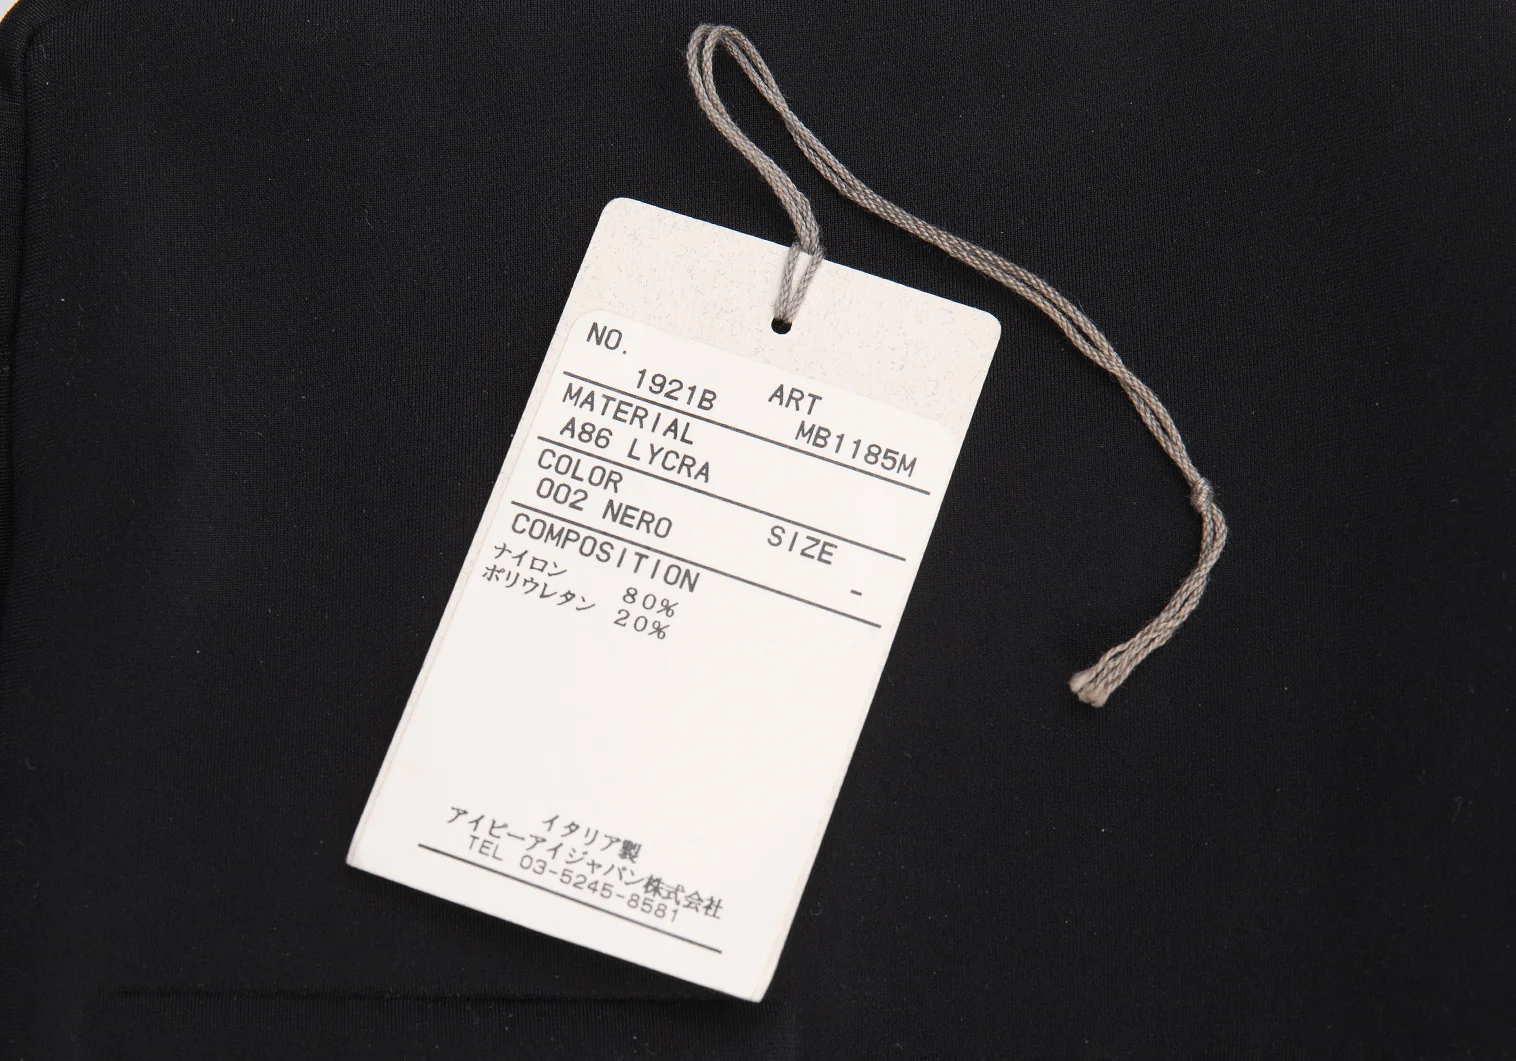 NO.
1921B
ART
MB1185M
MATERIAL
A86 LYCRA
COLOR
002 NERO
SIZE
-
COMPOSITION
ナイロン 80%
ポリウレタン 20%
イタリア製
アイピーアイジャパン株式会社
TEL 03-5245-8581